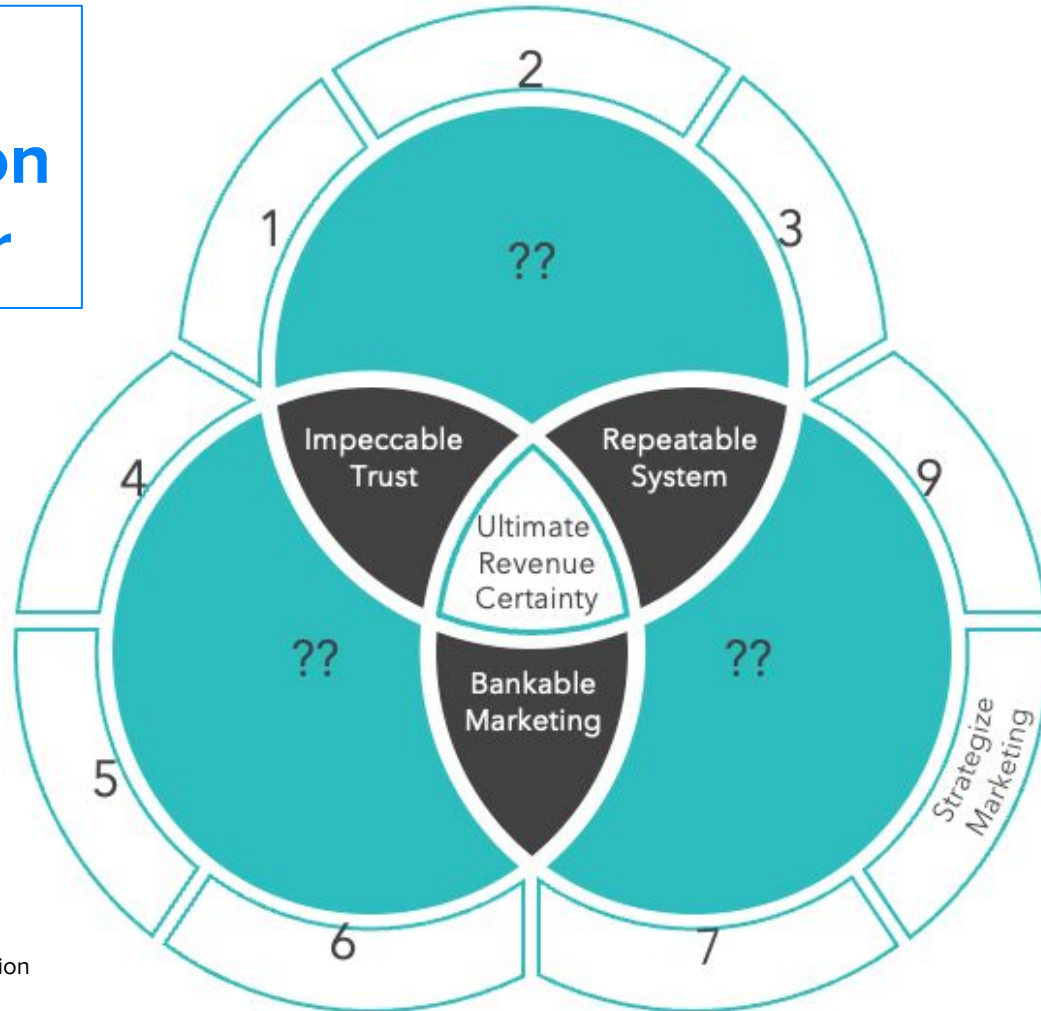 on
r
2
1
3
??
4
Impeccable
Trust
Repeatable
System
9
Ultimate
Revenue
Certainty
??
??
Bankable
Marketing
5
Strategize
Marketing
6
7
ion